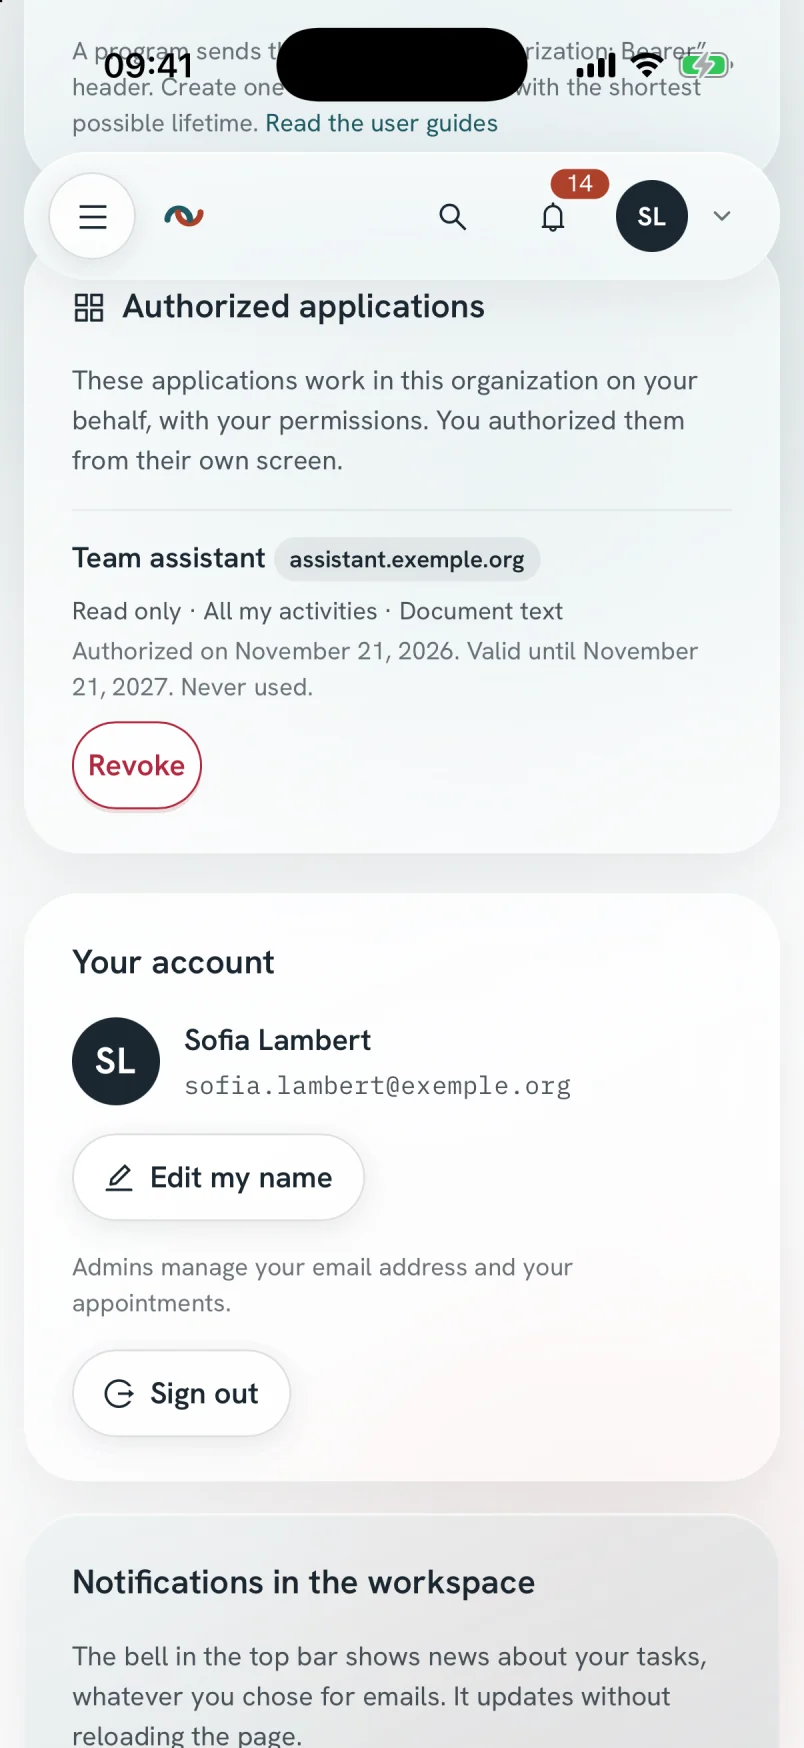 A program sends t
rization: Bearer"
09:41
header. Create one
with the shortest
possible lifetime. Read the user guides
14
SL
Authorized applications
These applications work in this organization on your
behalf, with your permissions. You authorized them
from their own screen.
Team assistant assistant.exemple.org
Read only · All my activities · Document text
Authorized on November 21, 2026. Valid until November
21, 2027. Never used.
Revoke
Your account
SL
Sofia Lambert
sofia.lambert@exemple.org
Edit my name
Admins manage your email address and your
appointments.
Sign out
Notifications in the workspace
The bell in the top bar shows news about your tasks,
whatever you chose for emails. It updates without
reloading the page.